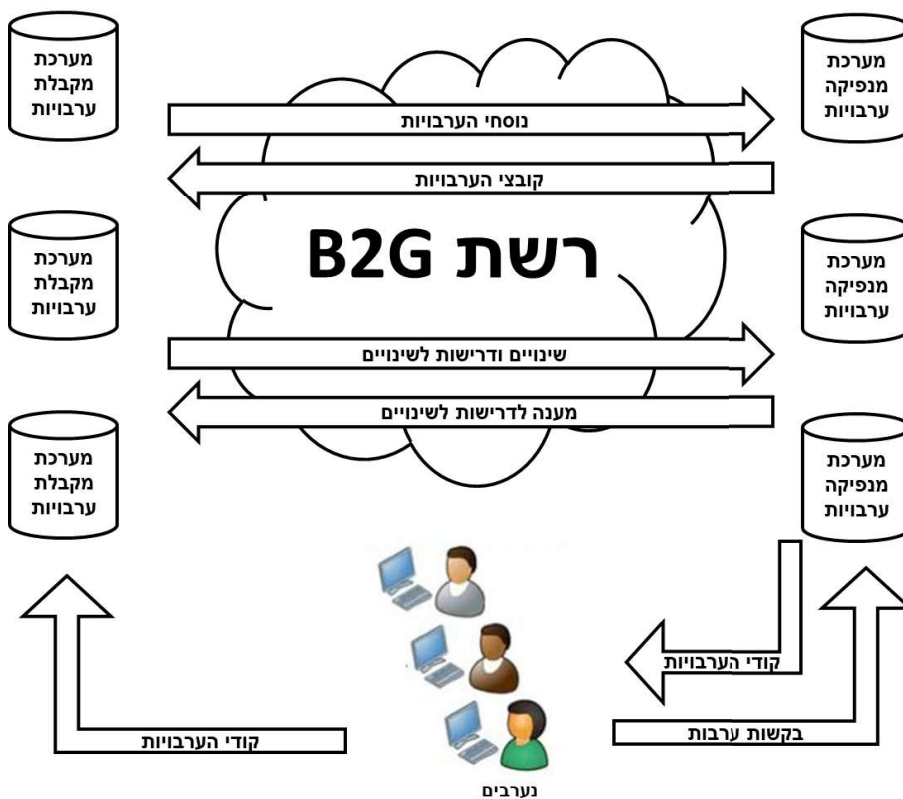 מערכת
מקבלת
ערבויות
מערכת
מנפיקה
ערבויות
נוסחי הערבויות
קובצי הערבויות
רשת B2G
מערכת
מקבלת
ערבויות
מערכת
מנפיקה
ערבויות
שינויים ודרישות לשינויים
מענה לדרישות לשינויים
מערכת
מקבלת
ערבויות
מערכת
מנפיקה
ערבויות
קודי הערבויות
בקשות ערבות
קודי הערבויות
נערבים